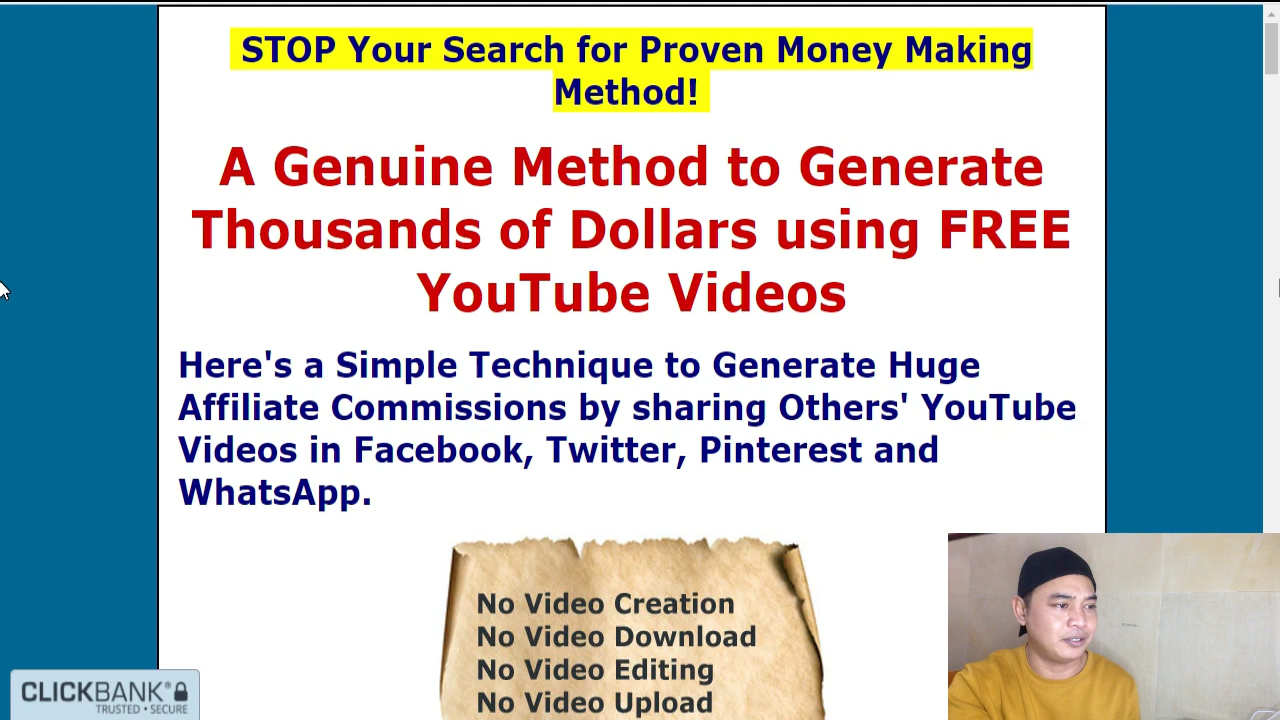 STOP Your Search for Proven Money Making
Method!
A Genuine Method to Generate
Thousands of Dollars using FREE
YouTube Videos
Here's a Simple Technique to Generate Huge
Affiliate Commissions by sharing Others' YouTube
Videos in Facebook, Twitter, Pinterest and
WhatsApp.
No Video Creation
No Video Download
No Video Editing
No Video Upload
CLICKBANK®
TRUSTED • SECURE